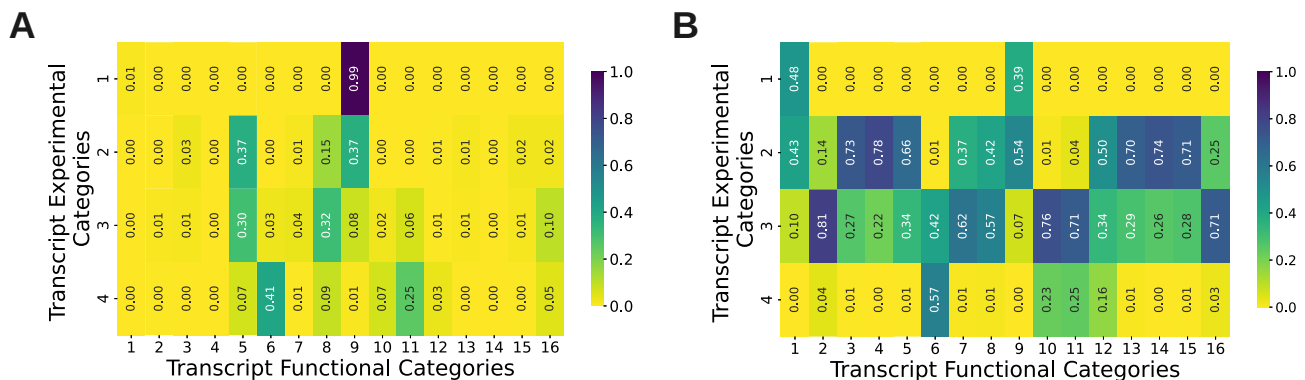 A
Transcript Experimental
Categories
1
2
3
4
0.01 0.00 0.00 0.00 0.00 0.00 0.00 0.00 0.99 0.00 0.00 0.00 0.00 0.00 0.00 0.00
0.00 0.00 0.03 0.00 0.37 0.00 0.01 0.15 0.37 0.00 0.00 0.01 0.01 0.00 0.02 0.02
0.00 0.01 0.01 0.00 0.30 0.03 0.04 0.32 0.08 0.02 0.06 0.01 0.01 0.00 0.01 0.10
0.00 0.00 0.00 0.00 0.07 0.41 0.01 0.09 0.01 0.07 0.25 0.03 0.00 0.00 0.00 0.05
1 2 3 4 5 6 7 8 9 10 11 12 13 14 15 16
Transcript Functional Categories
1.0
0.8
0.6
0.4
0.2
0.0
B
Transcript Experimental
Categories
1
2
3
4
0.48 0.00 0.00 0.00 0.00 0.00 0.00 0.00 0.39 0.00 0.00 0.00 0.00 0.00 0.00 0.00
0.43 0.14 0.73 0.78 0.66 0.01 0.37 0.42 0.54 0.01 0.04 0.50 0.70 0.74 0.71 0.25
0.10 0.81 0.27 0.22 0.34 0.42 0.62 0.57 0.07 0.76 0.71 0.34 0.29 0.26 0.28 0.71
0.00 0.04 0.01 0.00 0.01 0.57 0.01 0.01 0.00 0.23 0.25 0.16 0.01 0.00 0.01 0.03
1 2 3 4 5 6 7 8 9 10 11 12 13 14 15 16
Transcript Functional Categories
1.0
0.8
0.6
0.4
0.2
0.0